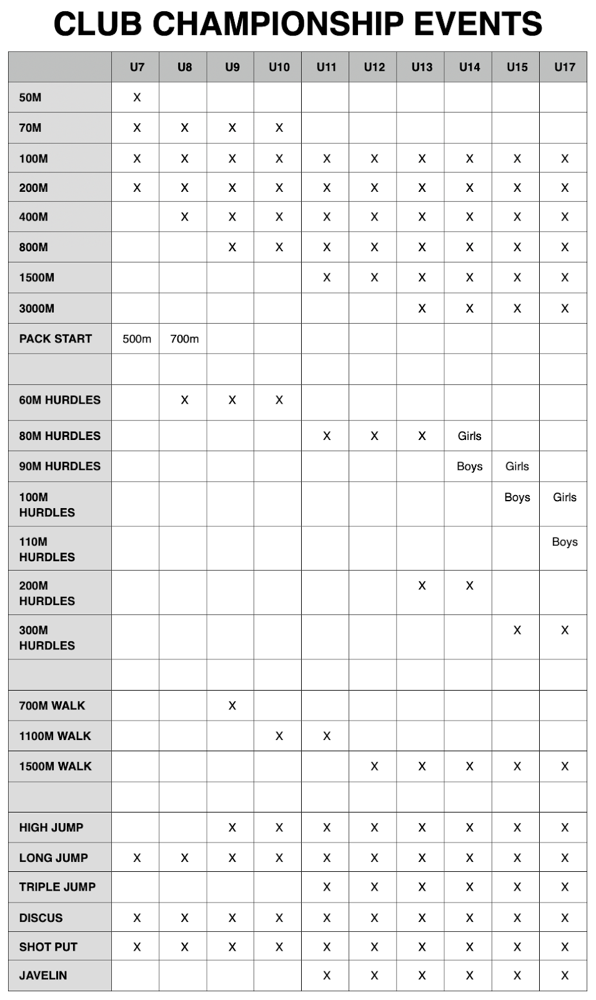 CLUB CHAMPIONSHIP EVENTS
U7 U8 U9 U10 U11 U12 U13 U14 U15 U17
50M X
70M X X X X
100M X X X X X X X X X X
200M X X X X X X X X X X
400M X X X X X X X X X
800M X X X X X X X X
1500M X X X X X X
3000M X X X X
PACK START 500m 700m
60M HURDLES X X X
80M HURDLES X X X Girls
90M HURDLES Boys Girls
100M Boys Girls
HURDLES
110M Boys
HURDLES
200M X X
HURDLES
300M X X
HURDLES
700M WALK X
1100M WALK X X
1500M WALK X X X X X
HIGH JUMP X X X X X X X X
LONG JUMP X X X X X X X X X X
TRIPLE JUMP X X X X X X
DISCUS X X X X X X X X X X
SHOT PUT X X X X X X X X X X
JAVELIN X X X X X X